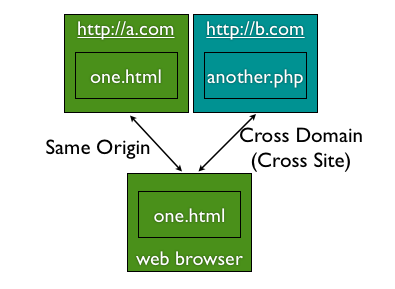 http://a.com
http://b.com
one.html
another.php
Same Origin
Cross Domain
(Cross Site)
one.html
web browser